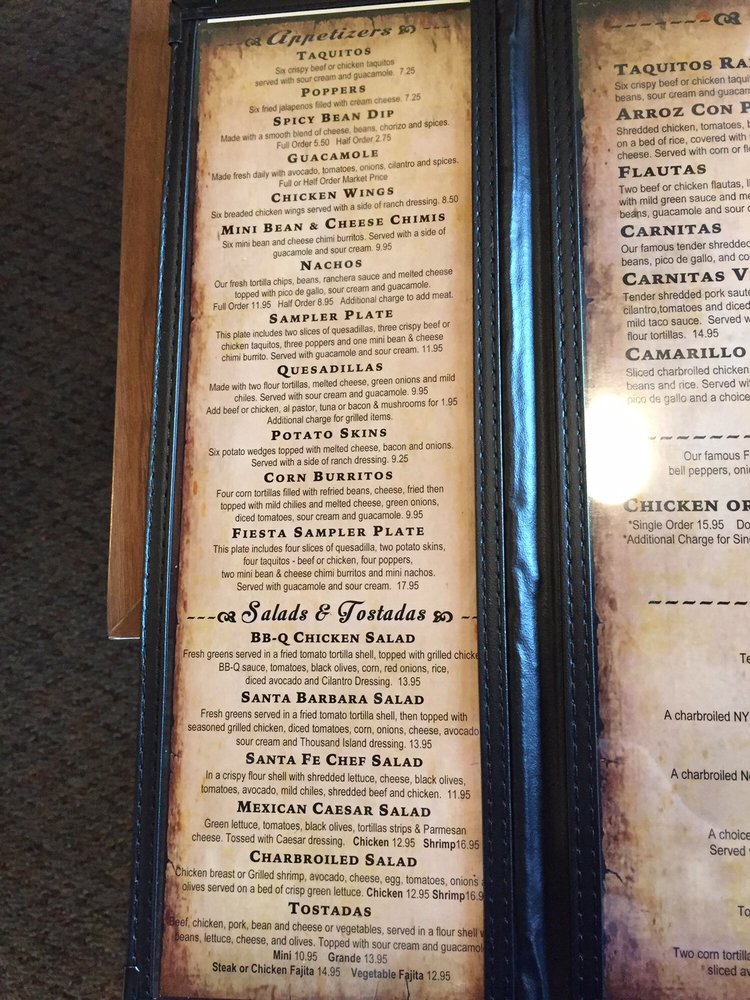 Appetizers
TAQUITOS
Six crispy beef or chicken taquitos
served with sour cream and guacamole. 7.25
POPPERS
Six fried jalapenos filled with cream cheese. 7.25
SPICY BEAN DIP
Made with a smooth blend of cheese, beans, chorizo and spices.
Full Order 5.50 Half Order 2.75
GUACAMOLE
Made fresh daily with avocado, tomatoes, onions, cilantro and spices.
Full or Half Order Market Price
CHICKEN WINGS
Six breaded chicken wings served with a side of ranch dressing. 8.50
MINI BEAN & CHEESE CHIMIS
Six mini bean and cheese chimi burritos. Served with a side of
guacamole and sour cream. 9.95
NACHOS
Our fresh tortilla chips, beans, ranchera sauce and melted cheese
topped with pico de gallo, sour cream and guacamole.
Full Order 11.95 Half Order 8.95 Additional charge to add meat.
SAMPLER PLATE
This plate includes two slices of quesadillas, three crispy beef or
chicken taquitos, three poppers and one mini bean & cheese
chimi burrito. Served with guacamole and sour cream. 11.95
QUESADILLAS
Made with two flour tortillas, melted cheese, green onions and mild
chiles. Served with sour cream and guacamole. 9.95
Add beef or chicken, al pastor, tuna or bacon & mushrooms for 1.95
Additional charge for grilled items.
POTATO SKINS
Six potato wedges topped with melted cheese, bacon and onions.
Served with a side of ranch dressing. 9.25
CORN BURRITOS
Four corn tortillas filled with refried beans, cheese, fried then
topped with mild chilies and melted cheese, green onions,
diced tomatoes, sour cream and guacamole. 9.95
FIESTA SAMPLER PLATE
This plate includes four slices of quesadilla, two potato skins,
four taquitos - beef or chicken, four poppers,
two mini bean & cheese chimi burritos and mini nachos.
Served with guacamole and sour cream. 17.95
Salads & Tostadas
BB-Q CHICKEN SALAD
Fresh greens served in a fried tomato tortilla shell, topped with grilled chicke
BB-Q sauce, tomatoes, black olives, corn, red onions, rice,
diced avocado and Cilantro Dressing. 13.95
SANTA BARBARA SALAD
Fresh greens served in a fried tomato tortilla shell, then topped with
seasoned grilled chicken, diced tomatoes, corn, onions, cheese, avocado
sour cream and Thousand Island dressing. 13.95
SANTA FE CHEF SALAD
In a crispy flour shell with shredded lettuce, cheese, black olives,
tomatoes, avocado, mild chiles, shredded beef and chicken. 11.95
MEXICAN CAESAR SALAD
Green lettuce, tomatoes, black olives, tortillas strips & Parmesan
cheese. Tossed with Caesar dressing. Chicken 12.95 Shrimp16.95
CHARBROILED SALAD
Chicken breast or Grilled shrimp, avocado, cheese, egg, tomatoes, onions
olives served on a bed of crisp green lettuce. Chicken 12.95 Shrimp16.9
TOSTADAS
Beef, chicken, pork, bean and cheese or vegetables, served in a flour shell
beans, lettuce, cheese, and olives. Topped with sour cream and guacamol
Mini 10.95 Grande 13.95
Steak or Chicken Fajita 14.95 Vegetable Fajita 12.95
TAQUITOS RA
Six crispy beef or chicken taqui
beans, sour cream and guacam
ARROZ CON P
Shredded chicken, tomatoes,
on a bed of rice, covered with
cheese. Served with corn or fl
FLAUTAS
Two beef or chicken flautas,
with mild green sauce and me
beans, guacamole and sour
CARNITAS
Our famous tender shredded
beans, pico de gallo, and co
CARNITAS V
Tender shredded pork saut
cilantro,tomatoes and diced
mild taco sauce. Served w
flour tortillas. 14.95
CAMARILLO
Sliced charbroiled chicken
beans and rice. Served wi
pico de gallo and a choice
Our famous F
bell peppers, oni
CHICKEN OR
*Single Order 15.95 Do
*Additional Charge for Sin
Te
A charbroiled NY
A charbroiled Ne
A choice
Served
To
Two corn tortilla
sliced av